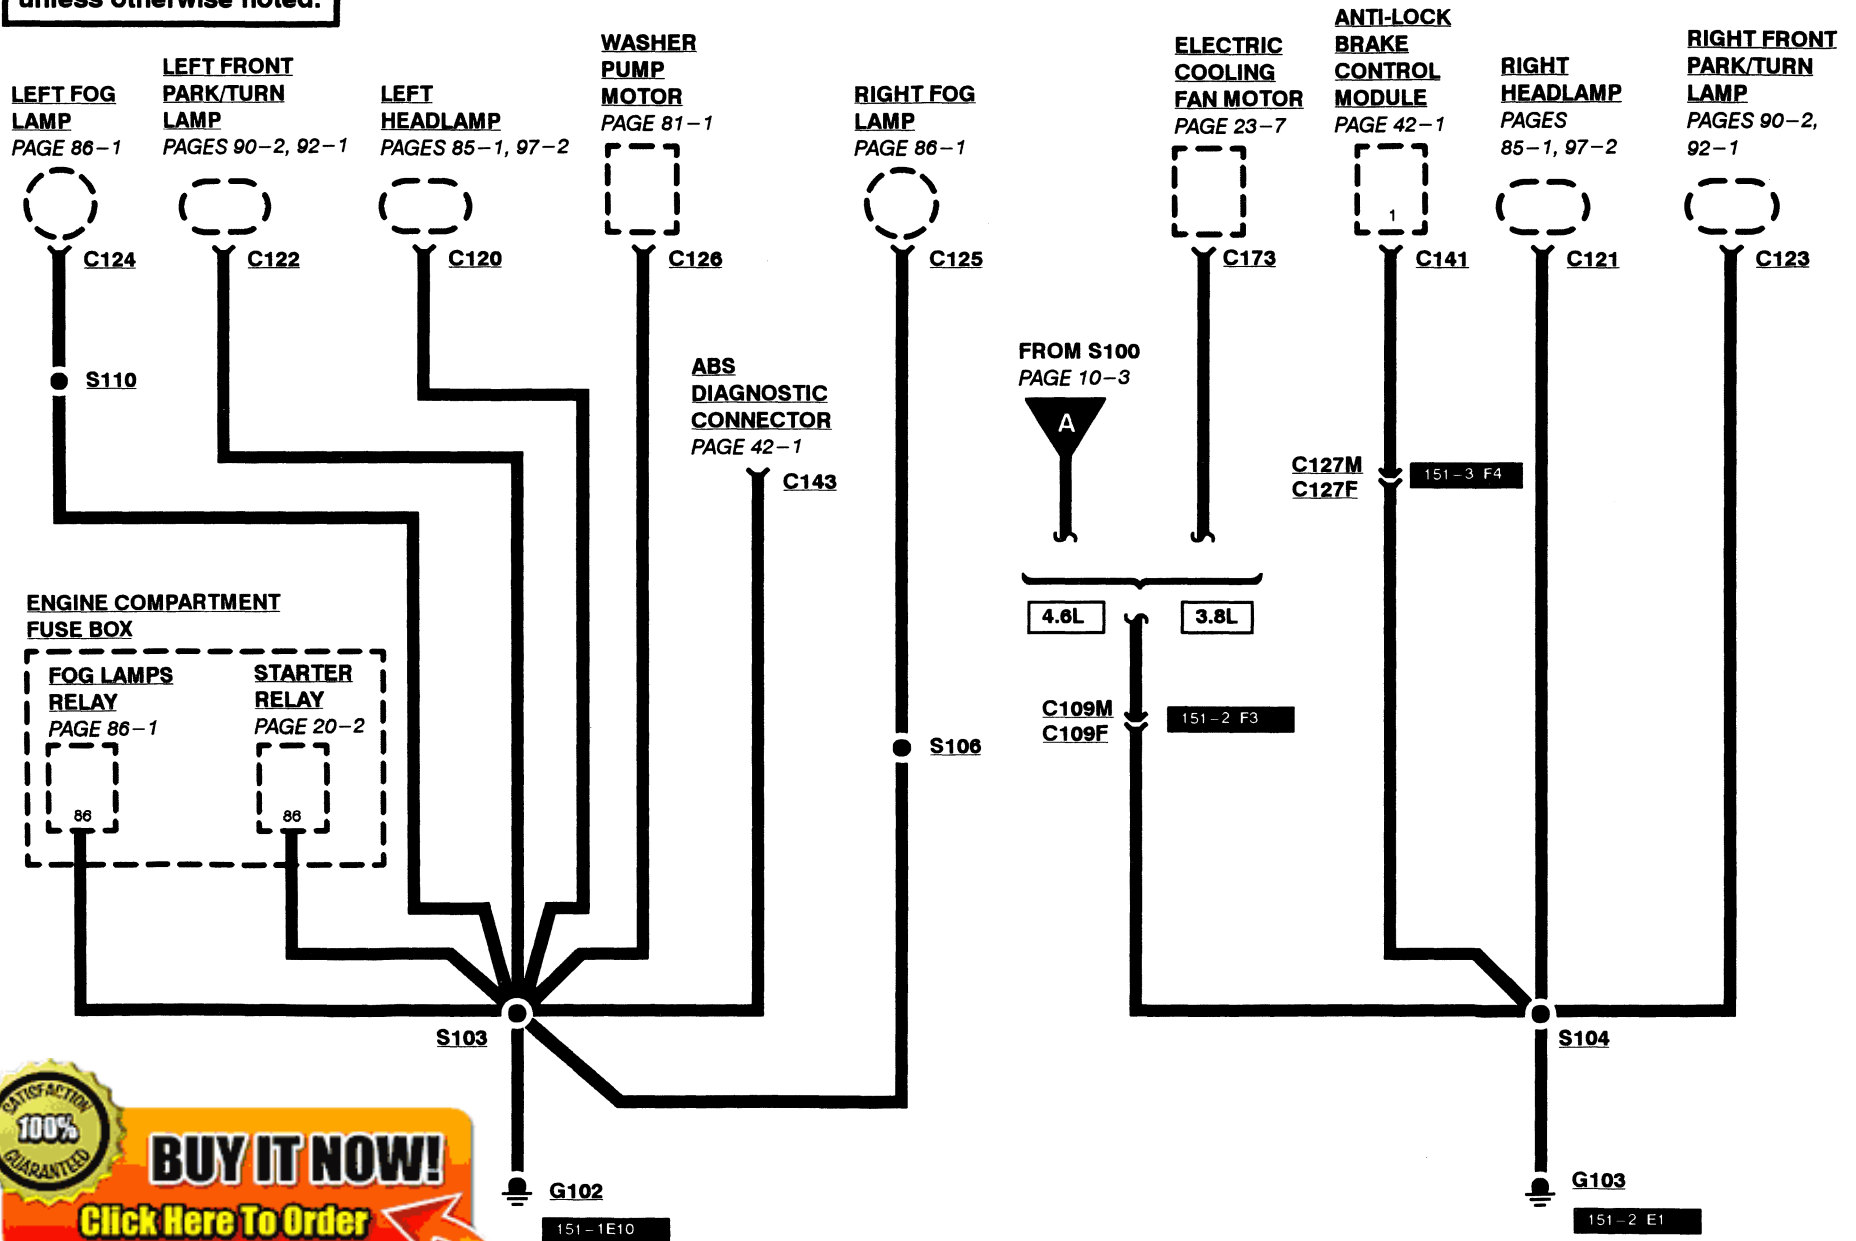 unless otherwise noted.
LEFT FOG
LAMP
PAGE 86-1
LEFT FRONT
PARK/TURN
LAMP
PAGES 90-2, 92-1
LEFT
HEADLAMP
PAGES 85-1, 97-2
WASHER
PUMP
MOTOR
PAGE 81-1
RIGHT FOG
LAMP
PAGE 86-1
ELECTRIC
COOLING
FAN MOTOR
PAGE 23-7
ANTI-LOCK
BRAKE
CONTROL
MODULE
PAGE 42-1
1
RIGHT
HEADLAMP
PAGES
85-1, 97-2
RIGHT FRONT
PARK/TURN
LAMP
PAGES 90-2,
92-1
C124
C122
C120
C126
C125
C173
C141
C121
C123
S110
ABS
DIAGNOSTIC
CONNECTOR
PAGE 42-1
C143
FROM S100
PAGE 10-3
A
C127M
C127F
151-3 F4
4.6L
3.8L
ENGINE COMPARTMENT
FUSE BOX
FOG LAMPS
RELAY
PAGE 86-1
86
STARTER
RELAY
PAGE 20-2
86
C109M
C109F
151-2 F3
S106
S103
S104
G102
151-1E10
G103
151-2 E1
SATISFACTION
100%
GUARANTEED
BUY IT NOW!
Click Here To Order